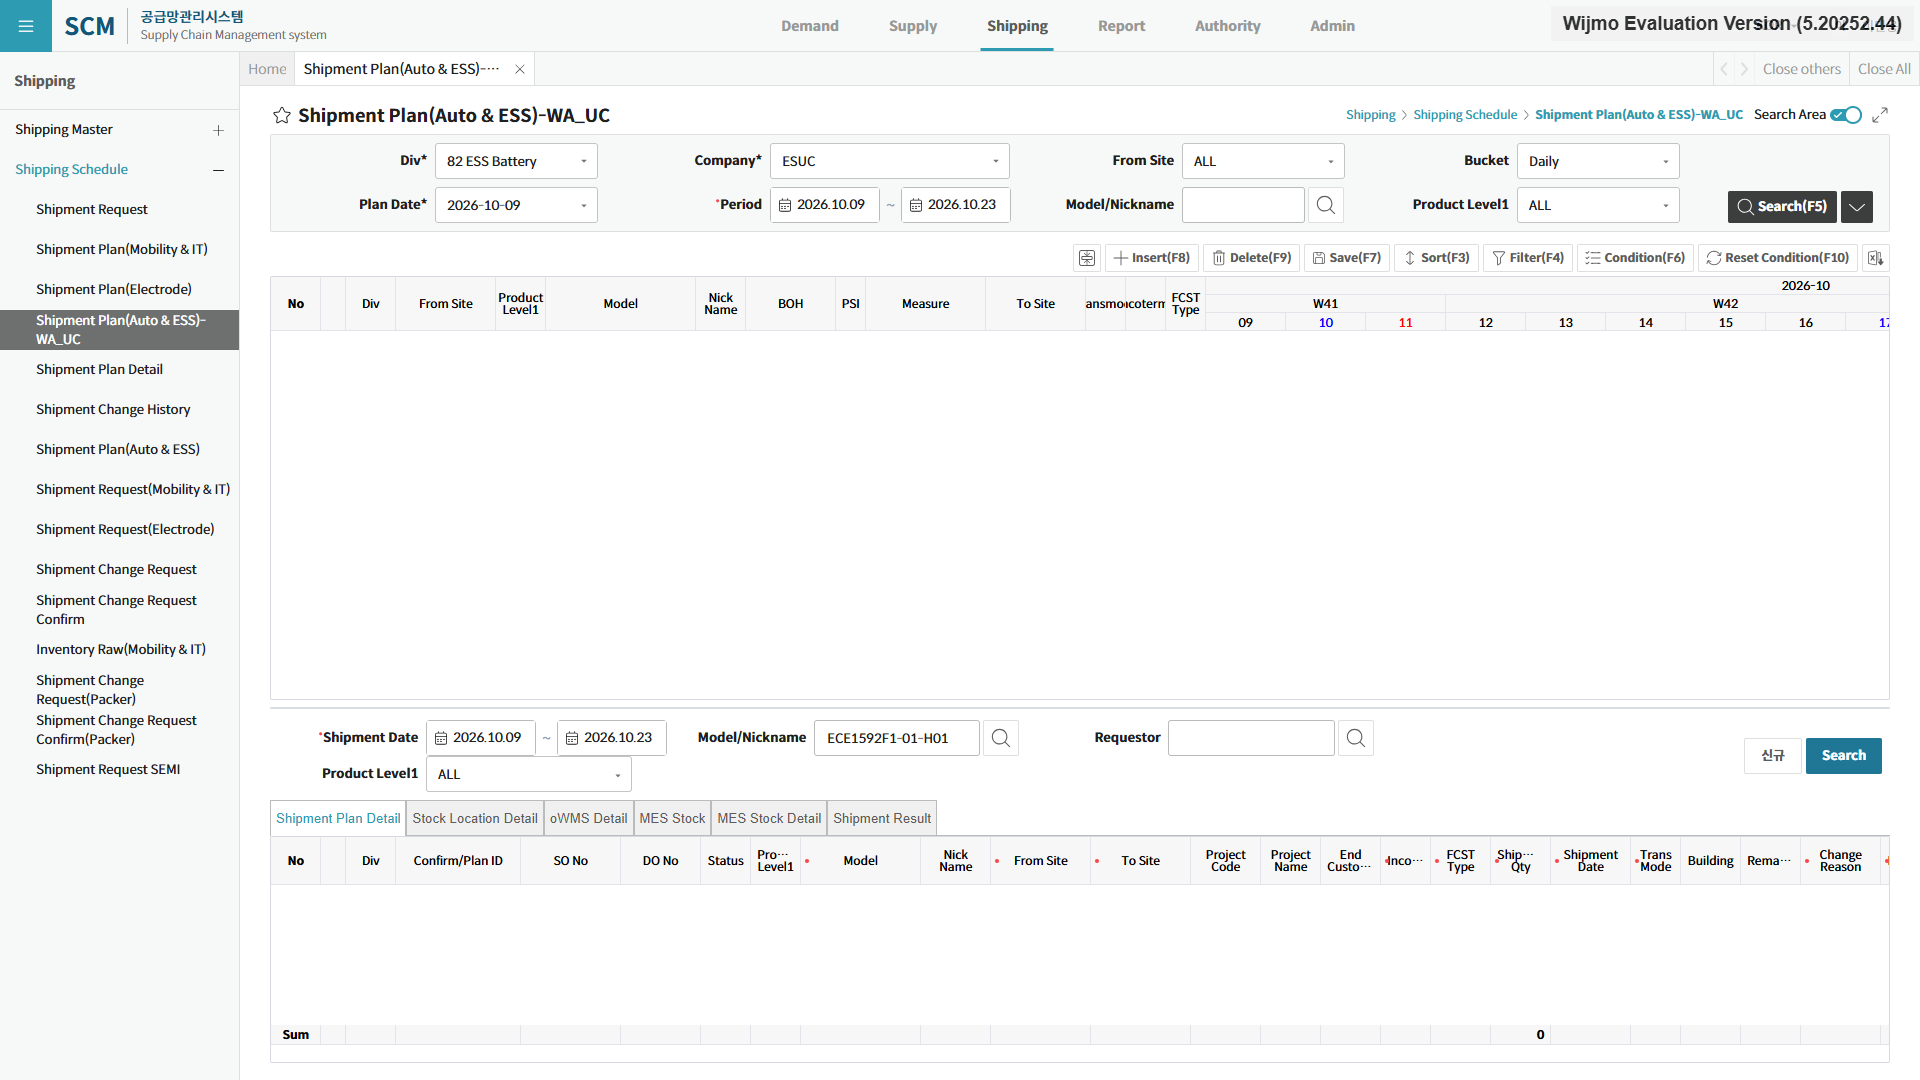 SCM
공급망관리시스템
Supply Chain Management system
Demand
Supply
Shipping
Report
Authority
Admin
Wijmo Evaluation Version (5.20252.44)
Shipping
Home
Shipment Plan(Auto & ESS)-···
Close others
Close All
Shipping Master
Shipping Schedule
Shipment Request
Shipment Plan(Mobility & IT)
Shipment Plan(Electrode)
Shipment Plan(Auto & ESS)-
WA_UC
Shipment Plan Detail
Shipment Change History
Shipment Plan(Auto & ESS)
Shipment Request(Mobility & IT)
Shipment Request(Electrode)
Shipment Change Request
Shipment Change Request
Confirm
Inventory Raw(Mobility & IT)
Shipment Change
Request(Packer)
Shipment Change Request
Confirm(Packer)
Shipment Request SEMI
Shipment Plan(Auto & ESS)-WA_UC
Shipping > Shipping Schedule > Shipment Plan(Auto & ESS)-WA_UC
Search Area
Div* 82 ESS Battery
Company* ESUC
From Site ALL
Bucket Daily
Plan Date* 2026-10-09
*Period 2026.10.09 ~ 2026.10.23
Model/Nickname
Product Level1 ALL
Search(F5)
Insert(F8)
Delete(F9)
Save(F7)
Sort(F3)
Filter(F4)
Condition(F6)
Reset Condition(F10)
No
Div
From Site
Product
Level1
Model
Nick
Name
BOH
PSI
Measure
To Site
ansmo
coterm
FCST
Type
2026-10
W41
W42
09 10 11 12 13 14 15 16 17
*Shipment Date 2026.10.09 ~ 2026.10.23
Model/Nickname ECE1592F1-01-H01
Requestor
신규
Search
Product Level1 ALL
Shipment Plan Detail
Stock Location Detail
oWMS Detail
MES Stock
MES Stock Detail
Shipment Result
No
Div
Confirm/Plan ID
SO No
DO No
Status
Pro···
Level1
Model
Nick
Name
From Site
To Site
Project
Code
Project
Name
End
Custo···
Inco···
FCST
Type
Ship···
Qty
Shipment
Date
Trans
Mode
Building
Rema···
Change
Reason
Sum
0